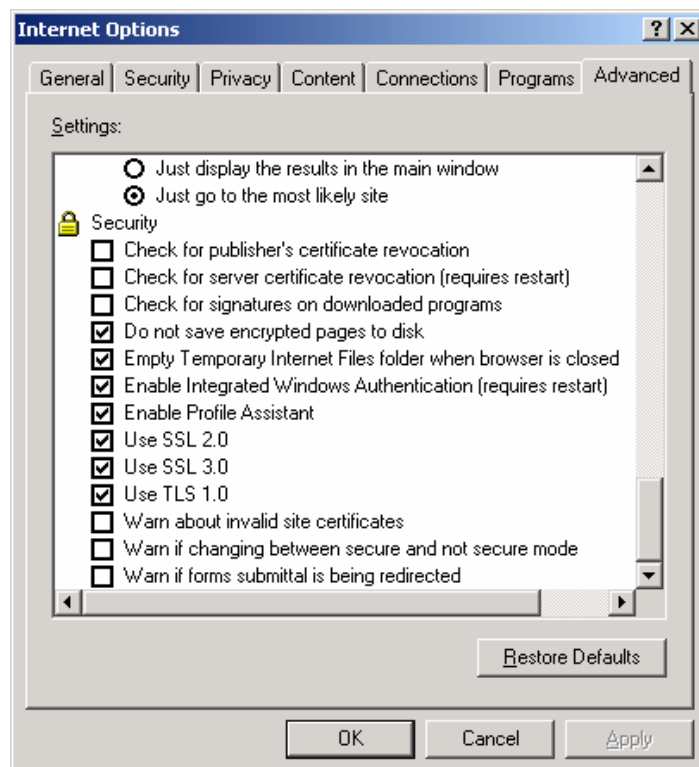 Internet Options
General Security Privacy Content Connections Programs Advanced
Settings:
Just display the results in the main window
Just go to the most likely site
Security
Check for publisher's certificate revocation
Check for server certificate revocation (requires restart)
Check for signatures on downloaded programs
Do not save encrypted pages to disk
Empty Temporary Internet Files folder when browser is closed
Enable Integrated Windows Authentication (requires restart)
Enable Profile Assistant
Use SSL 2.0
Use SSL 3.0
Use TLS 1.0
Warn about invalid site certificates
Warn if changing between secure and not secure mode
Warn if forms submittal is being redirected
Restore Defaults
OK Cancel Apply